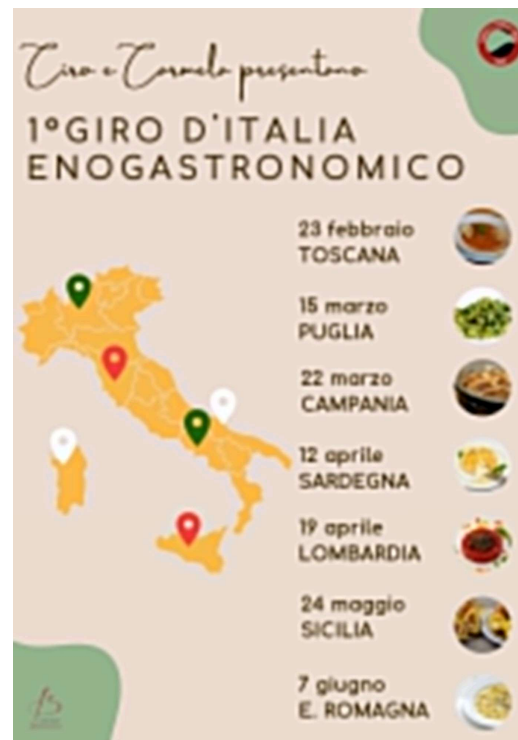 Ciro e Carmela presentano
1°GIRO D'ITALIA
ENOGASTRONOMICO
23 febbraio
TOSCANA
15 marzo
PUGLIA
22 marzo
CAMPANIA
12 aprile
SARDEGNA
19 aprile
LOMBARDIA
24 maggio
SICILIA
7 giugno
E. ROMAGNA